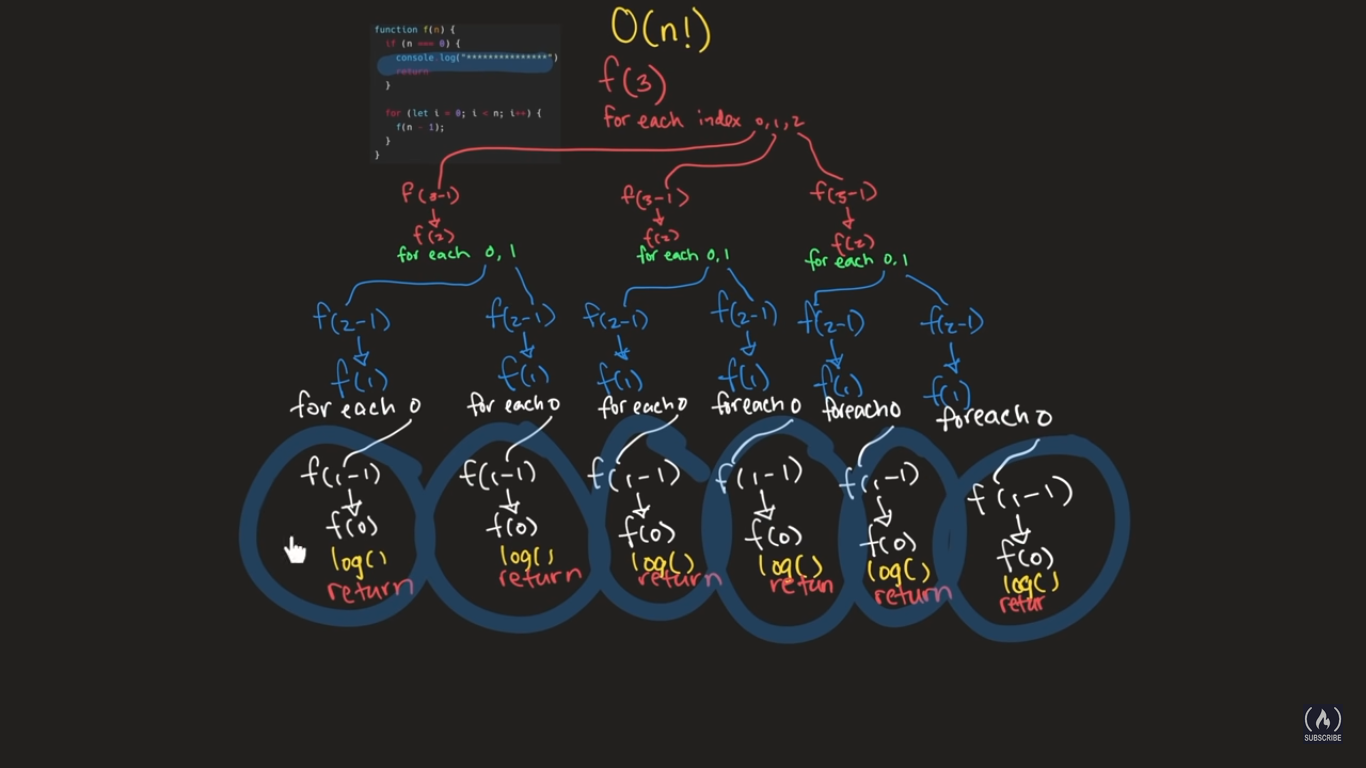 O(n!)
function f(n) {
if (n === 0) {
console.log("***************")
return
}
for (let i = 0; i < n; i++) {
f(n - 1);
}
}
f(3)
for each index 0,1,2
f(3-1) f(3-1) f(3-1)
f(2) f(2) f(2)
for each 0,1 for each 0,1 for each 0,1
f(2-1) f(2-1) f(2-1) f(2-1) f(2-1) f(2-1)
f(1) f(1) f(1) f(1) f(1) f(1)
for each 0 for each 0 for each 0 foreach 0 foreach0 foreach 0
f(1-1) f(1-1) f(1-1) f(1-1) f(1-1) f(1-1)
f(0) f(0) f(0) f(0) f(0) f(0)
log() log() log() log() log() log()
return return return retun return retur
SUBSCRIBE